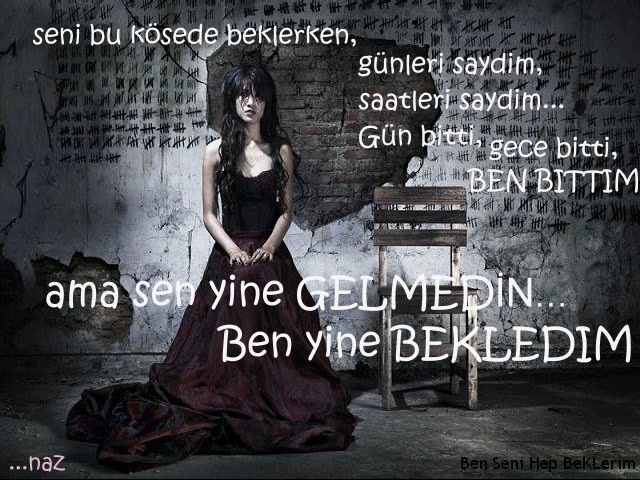 seni bu kösede beklerken,
günleri saydim,
saatleri saydim...
Gün bitti, gece bitti,
BEN BITTIM
ama sen yine GELMEDİN...
Ben yine BEKLEDIM
...naz
Ben Seni Hep BeKLerim